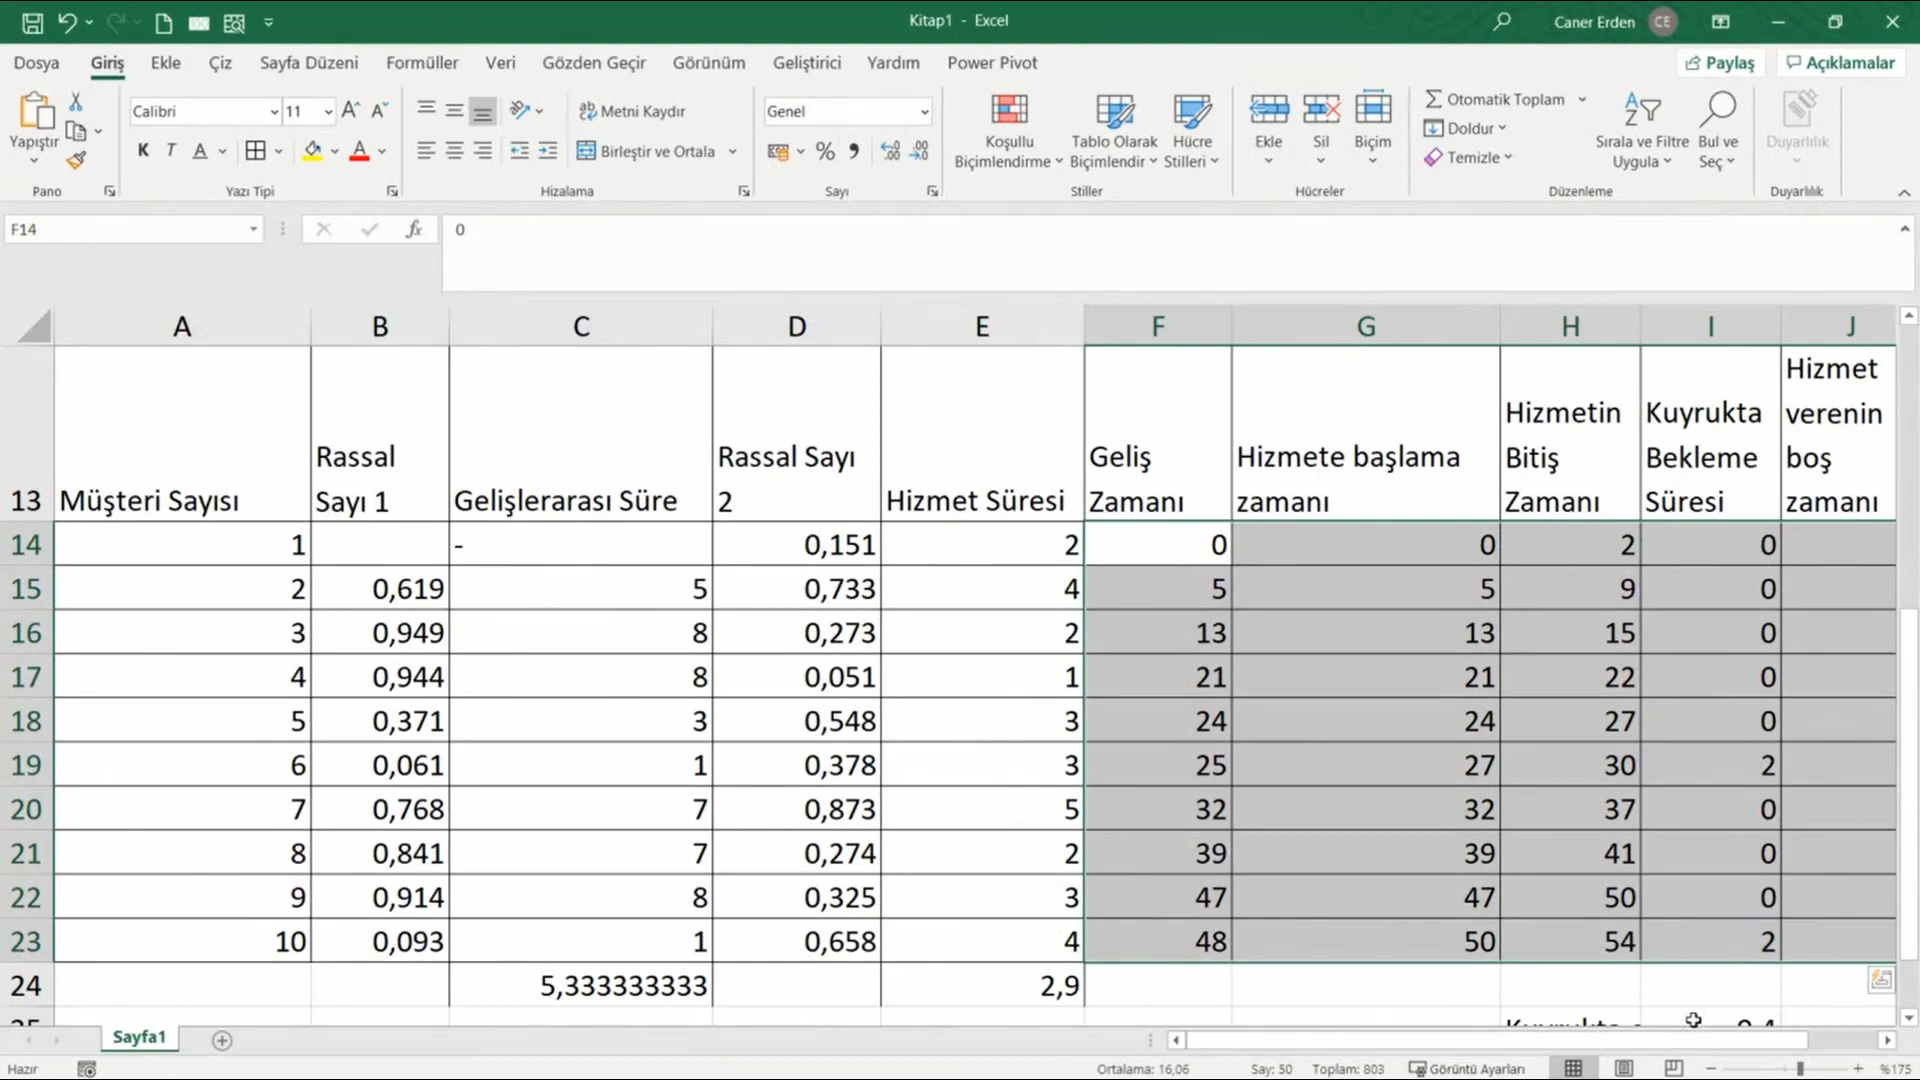 Kitap1 - Excel
Caner Erden CE
Dosya Giriş Ekle Çiz Sayfa Düzeni Formüller Veri Gözden Geçir Görünüm Geliştirici Yardım Power Pivot Paylaş Açıklamalar
Yapıştır
Calibri 11
K T A
A
Metni Kaydır
Birleştir ve Ortala
Genel
%
Koşullu Biçimlendirme
Tablo Olarak Biçimlendir
Hücre Stilleri
Ekle Sil Biçim
Otomatik Toplam
Doldur
Temizle
Sırala ve Filtre Uygula
Bul ve Seç
Duyarlılık
Pano Yazı Tipi Hizalama Sayı Stiller Hücreler Düzenleme Duyarlılık
F14 fx 0
A B C D E F G H I J
13 Müşteri Sayısı Rassal Sayı 1 Gelişlerarası Süre Rassal Sayı 2 Hizmet Süresi Geliş Zamanı Hizmete başlama zamanı Hizmetin Bitiş Zamanı Kuyrukta Bekleme Süresi Hizmet verenin boş zamanı
14 1 - 0,151 2 0 0 2 0
15 2 0,619 5 0,733 4 5 5 9 0
16 3 0,949 8 0,273 2 13 13 15 0
17 4 0,944 8 0,051 1 21 21 22 0
18 5 0,371 3 0,548 3 24 24 27 0
19 6 0,061 1 0,378 3 25 27 30 2
20 7 0,768 7 0,873 5 32 32 37 0
21 8 0,841 7 0,274 2 39 39 41 0
22 9 0,914 8 0,325 3 47 47 50 0
23 10 0,093 1 0,658 4 48 50 54 2
24 5,333333333 2,9
Sayfa1
Hazır Ortalama: 16,06 Say: 50 Toplam: 803 Görüntü Ayarları %175